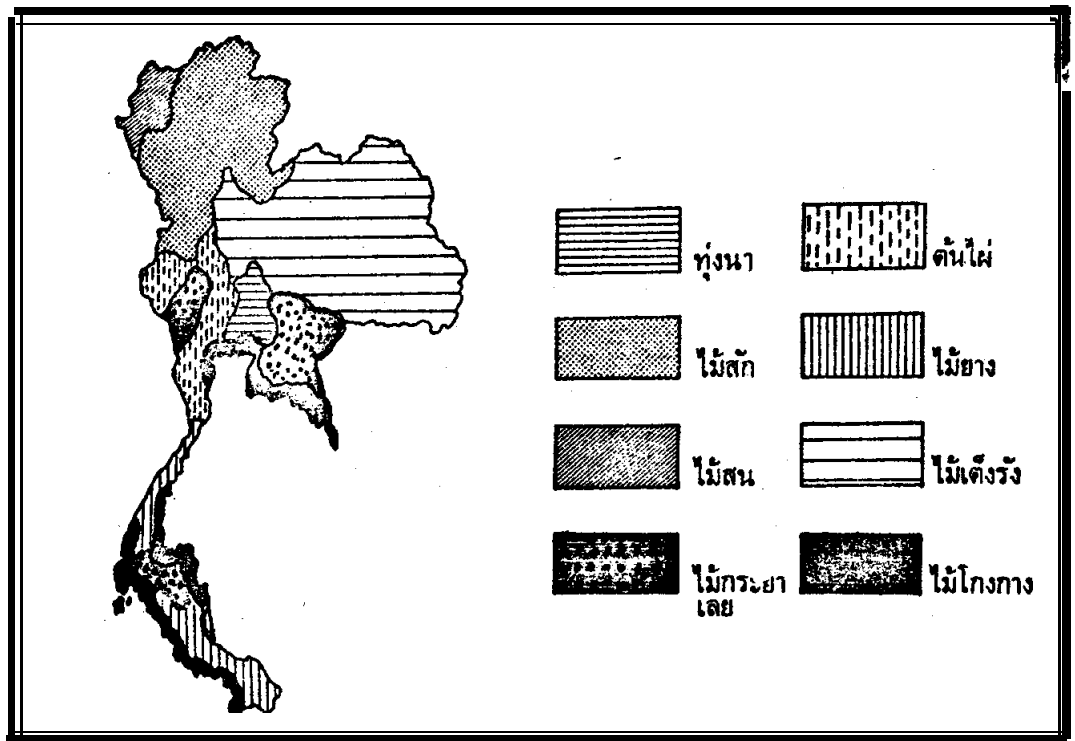 ทุ่งนา
ต้นไผ่
ไม้สัก
ไม้ยาง
ไม้สน
ไม้เต็งรัง
ไม้กระยา
เลย
ไม้โกงกาง